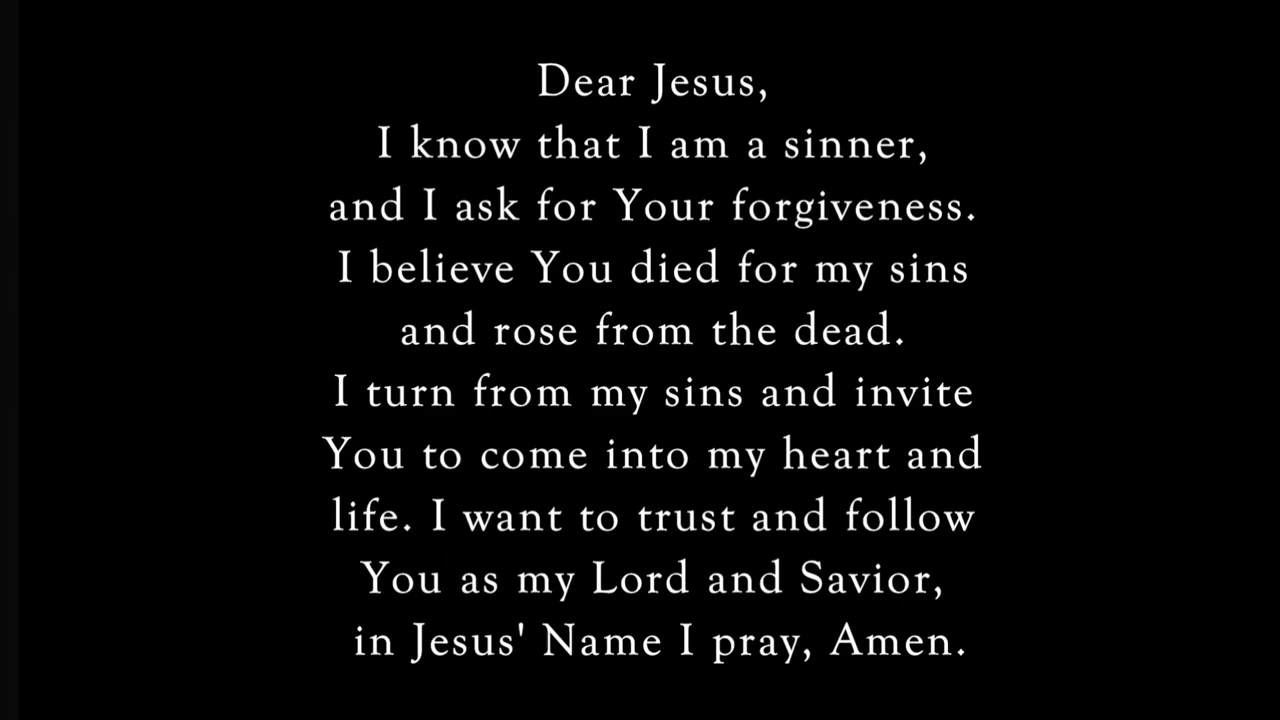 Dear Jesus,
I know that I am a sinner,
and I ask for Your forgiveness.
I believe You died for my sins
and rose from the dead.
I turn from my sins and invite
You to come into my heart and
life. I want to trust and follow
You as my Lord and Savior,
in Jesus' Name I pray, Amen.